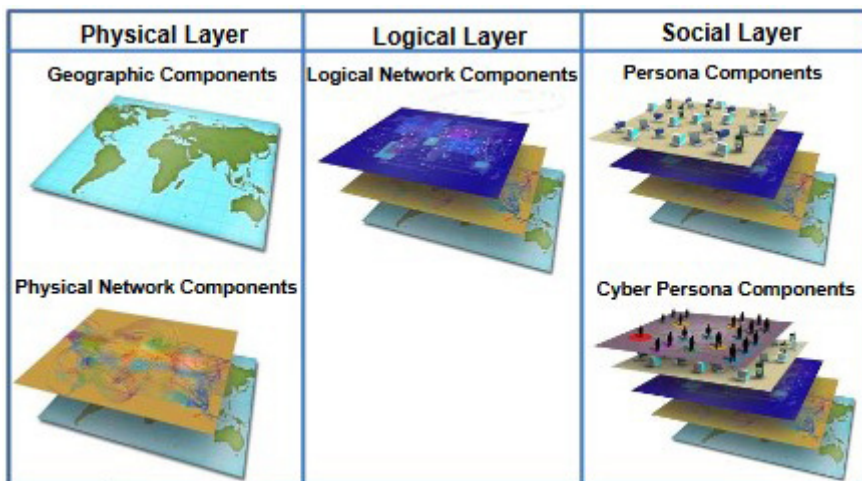 Physical Layer
Logical Layer
Social Layer
Geographic Components
Logical Network Components
Persona Components
Physical Network Components
Cyber Persona Components